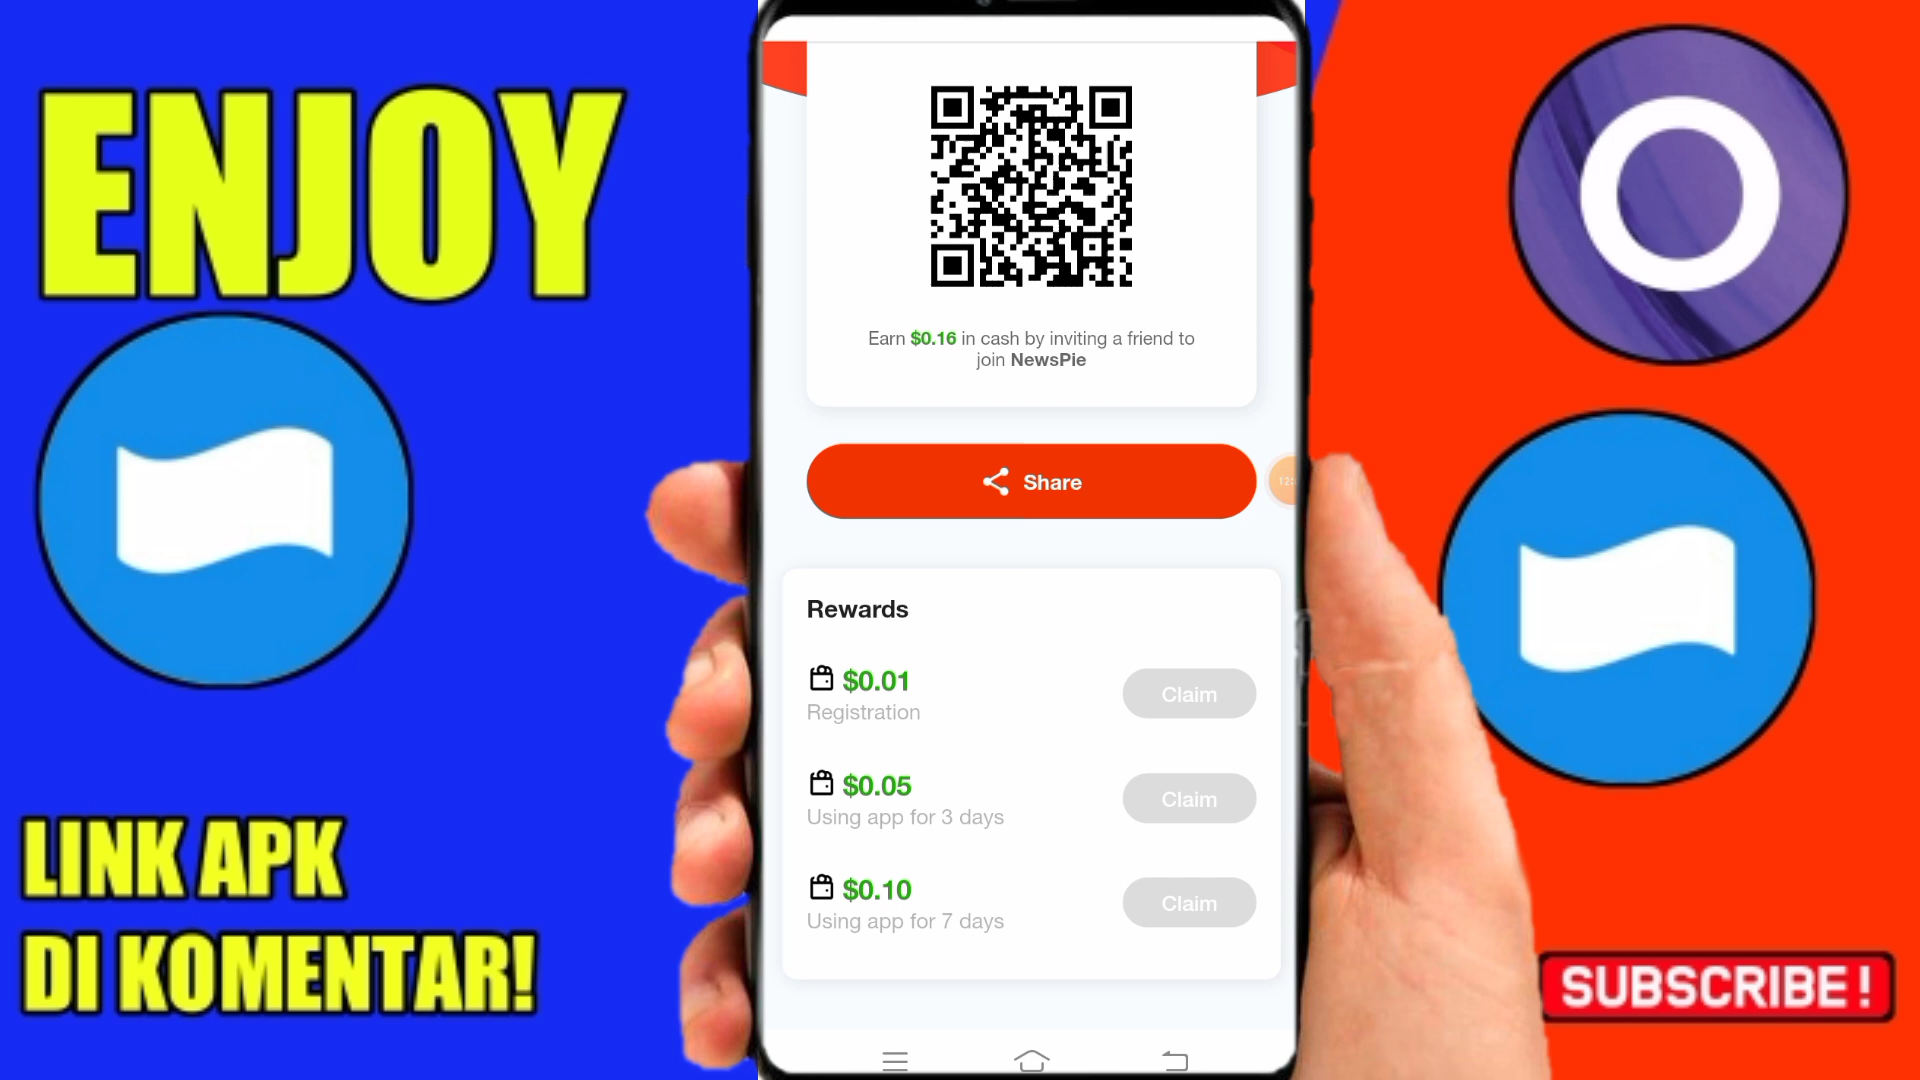 ENJOY
LINK APK
DI KOMENTAR!
Earn $0.16 in cash by inviting a friend to
join NewsPie
Share
Rewards
$0.01
Registration
Claim
$0.05
Using app for 3 days
Claim
$0.10
Using app for 7 days
Claim
SUBSCRIBE!